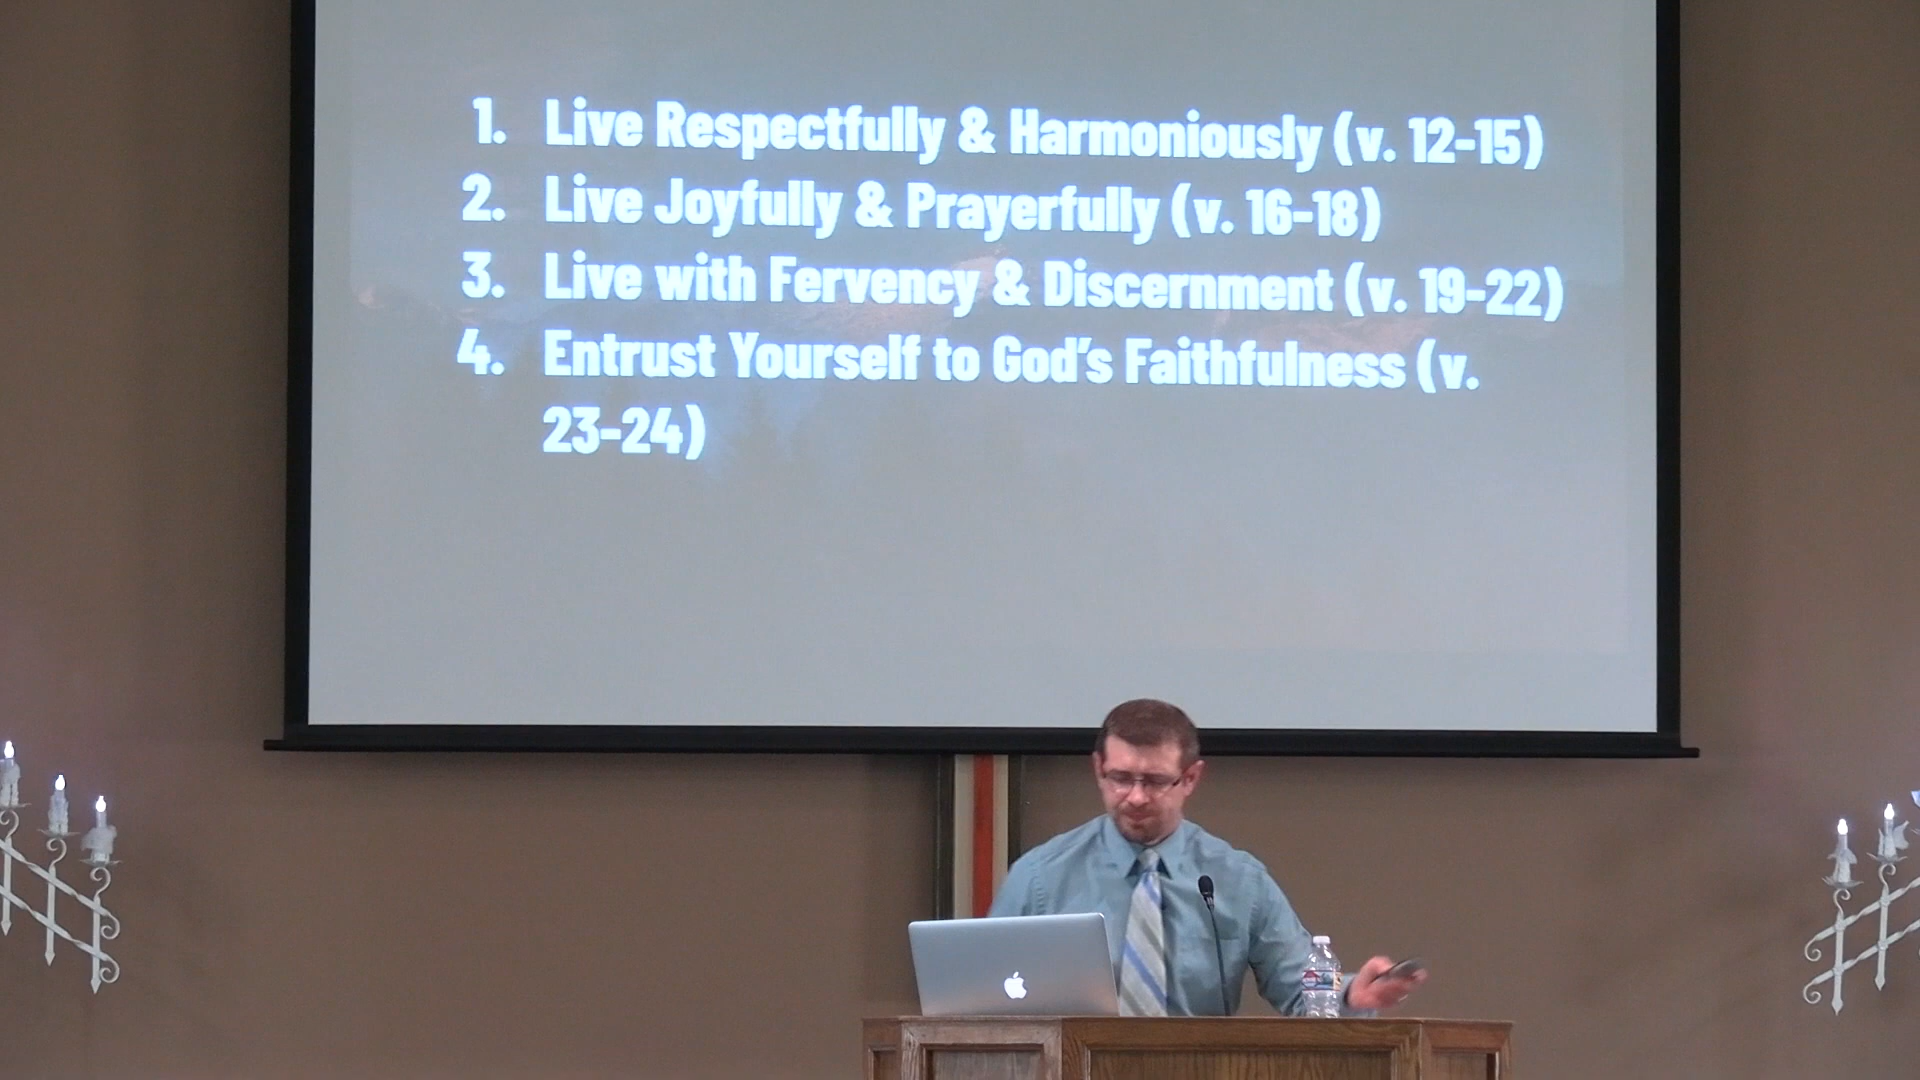 1. Live Respectfully & Harmoniously (v. 12-15)
2. Live Joyfully & Prayerfully (v. 16-18)
3. Live with Fervency & Discernment (v. 19-22)
4. Entrust Yourself to God's Faithfulness (v.
23-24)